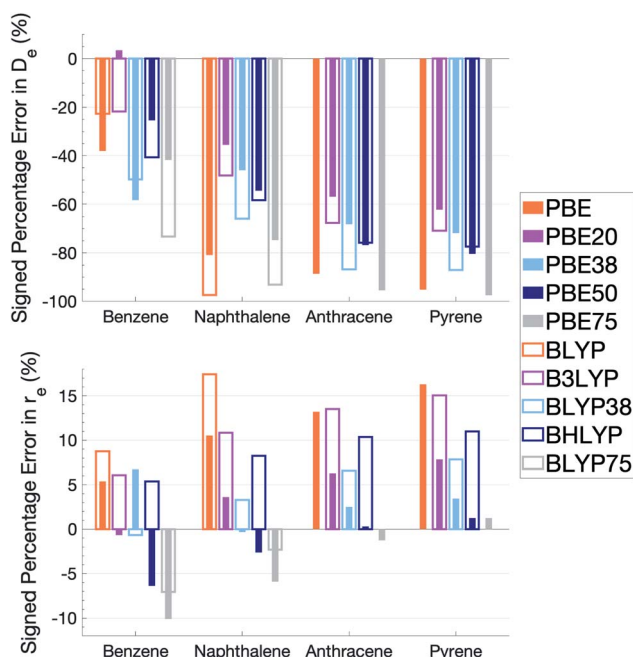 Signed Percentage Error in De (%)
0
-20
-40
-60
-80
-100
Benzene Naphthalene Anthracene Pyrene
Signed Percentage Error in re (%)
15
10
5
0
-5
-10
Benzene Naphthalene Anthracene Pyrene
PBE
PBE20
PBE38
PBE50
PBE75
BLYP
B3LYP
BLYP38
BHLYP
BLYP75